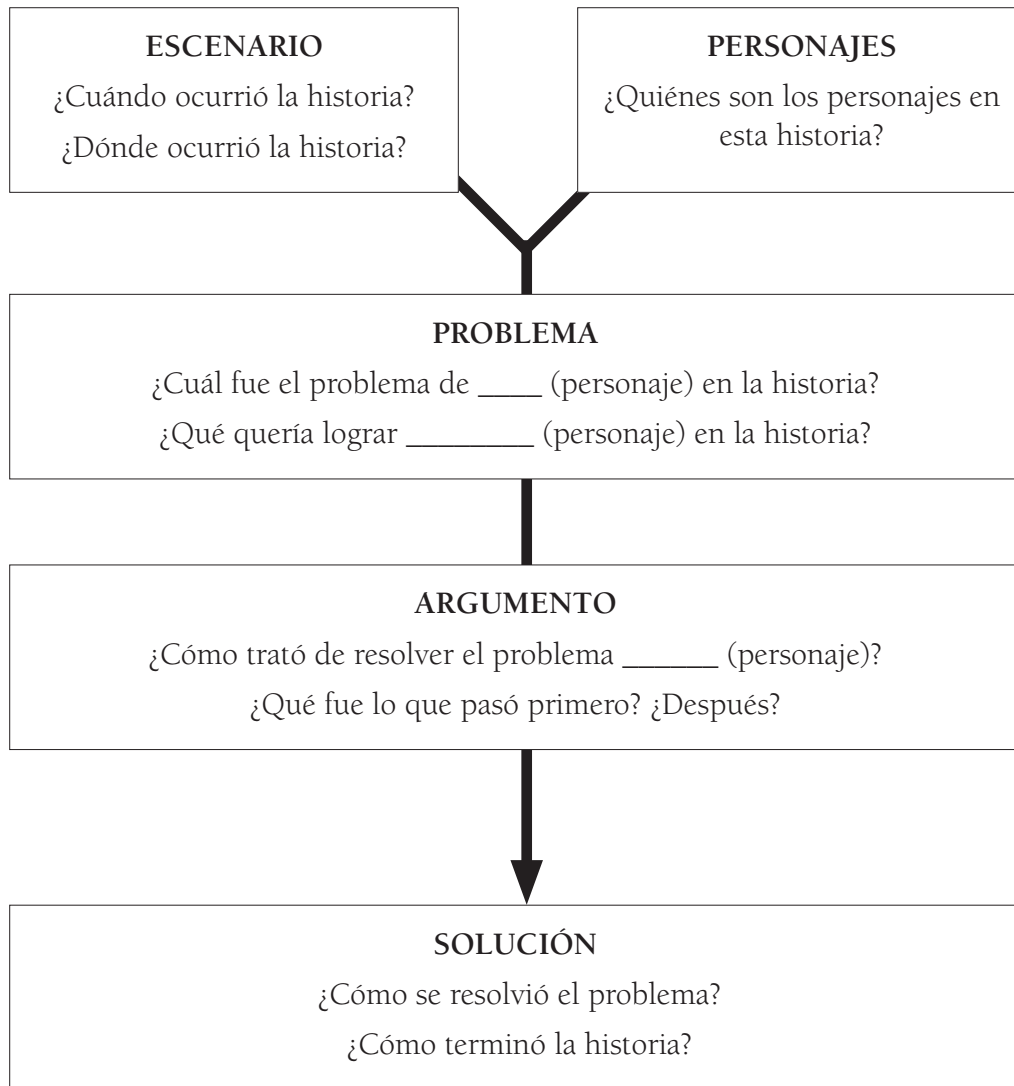 ESCENARIO
¿Cuándo ocurrió la historia?
¿Dónde ocurrió la historia?
PERSONAJES
¿Quiénes son los personajes en
esta historia?
PROBLEMA
¿Cuál fue el problema de ____ (personaje) en la historia?
¿Qué quería lograr ________ (personaje) en la historia?
ARGUMENTO
¿Cómo trató de resolver el problema ______ (personaje)?
¿Qué fue lo que pasó primero? ¿Después?
SOLUCIÓN
¿Cómo se resolvió el problema?
¿Cómo terminó la historia?